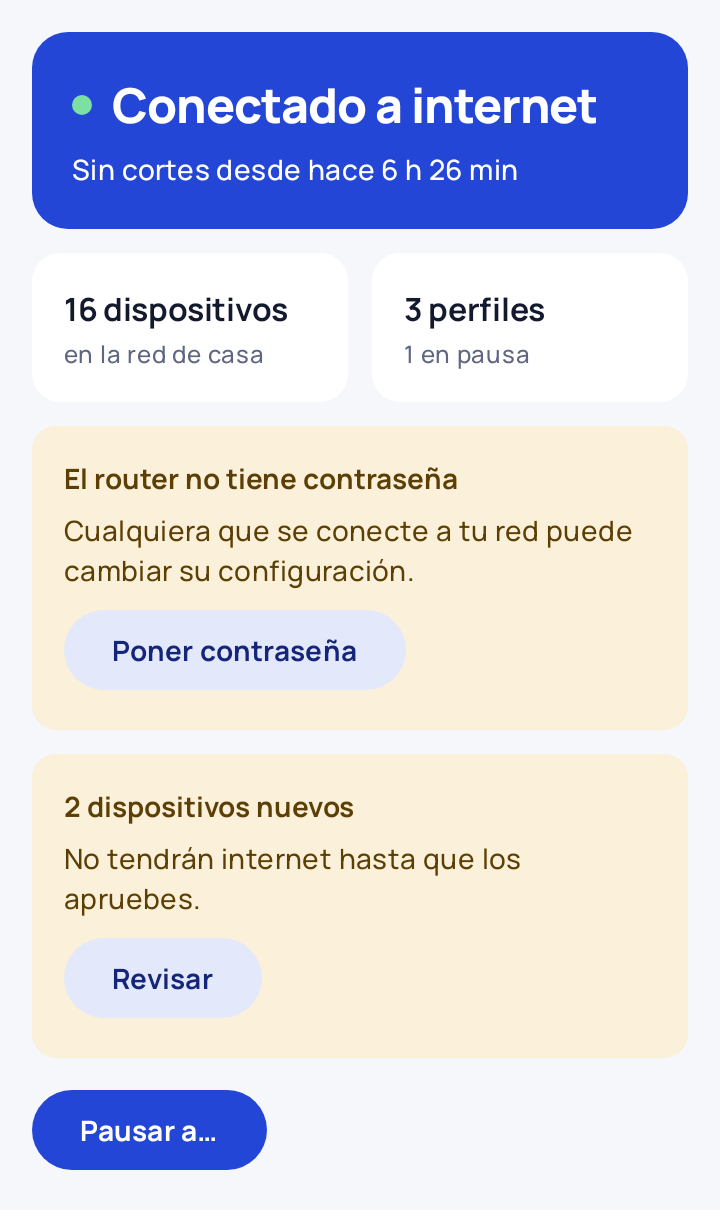 Conectado a internet
Sin cortes desde hace 6 h 26 min
16 dispositivos
en la red de casa
3 perfiles
1 en pausa
El router no tiene contraseña
Cualquiera que se conecte a tu red puede
cambiar su configuración.
Poner contraseña
2 dispositivos nuevos
No tendrán internet hasta que los
apruebes.
Revisar
Pausar a…